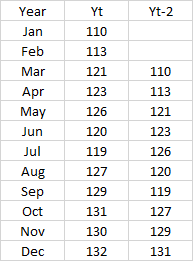 Year Yt Yt-2
Jan 110
Feb 113
Mar 121 110
Apr 123 113
May 126 121
Jun 120 123
Jul 119 126
Aug 127 120
Sep 129 119
Oct 131 127
Nov 130 129
Dec 132 131